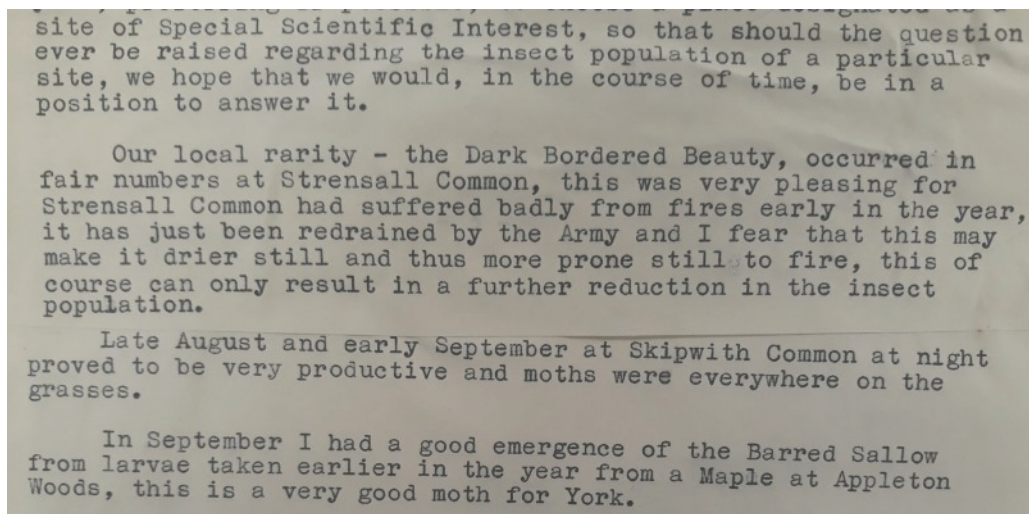 site of Special Scientific Interest, so that should the question
ever be raised regarding the insect population of a particular
site, we hope that we would, in the course of time, be in a
position to answer it.
Our local rarity - the Dark Bordered Beauty, occurred in
fair numbers at Strensall Common, this was very pleasing for
Strensall Common had suffered badly from fires early in the year,
it has just been redrained by the Army and I fear that this may
make it drier still and thus more prone still to fire, this of
course can only result in a further reduction in the insect
population.
Late August and early September at Skipwith Common at night
proved to be very productive and moths were everywhere on the
grasses.
In September I had a good emergence of the Barred Sallow
from larvae taken earlier in the year from a Maple at Appleton
Woods, this is a very good moth for York.